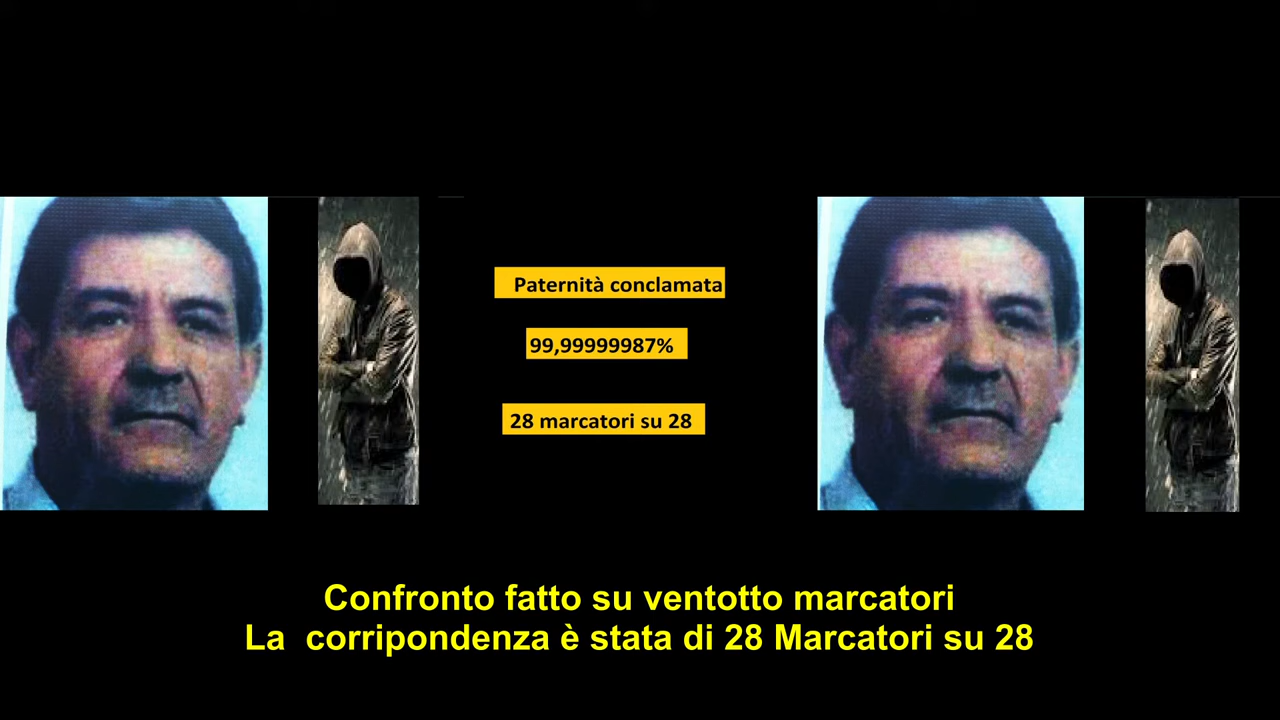 Paternità conclamata
99,99999987%
28 marcatori su 28
Confronto fatto su ventotto marcatori
La  corripondenza è stata di 28 Marcatori su 28